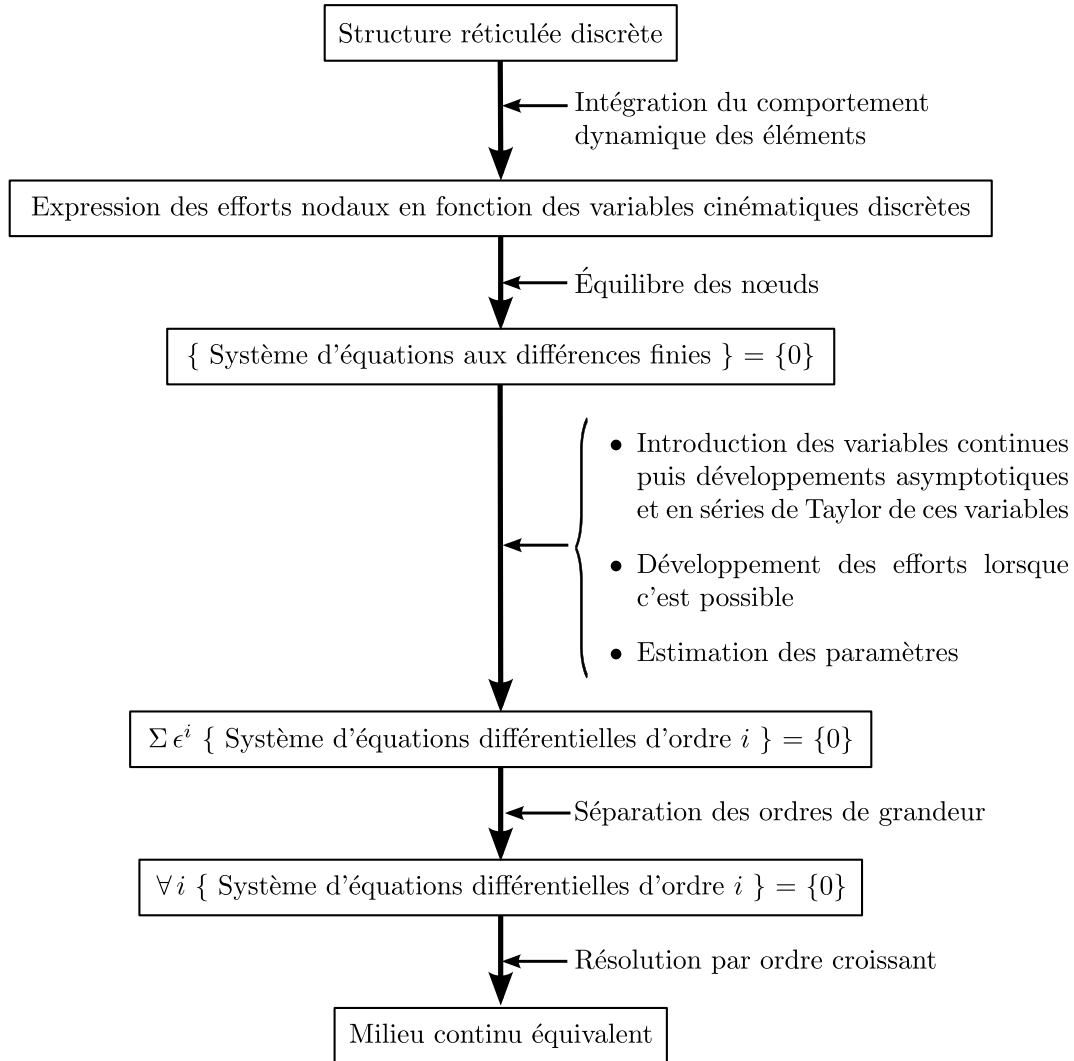 Structure réticulée discrète
Intégration du comportement
dynamique des éléments
Expression des efforts nodaux en fonction des variables cinématiques discrètes
Équilibre des nœuds
{ Système d'équations aux différences finies } = {0}
• Introduction des variables continues
puis développements asymptotiques
et en séries de Taylor de ces variables
• Développement des efforts lorsque
c'est possible
• Estimation des paramètres
Σ ϵⁱ { Système d'équations différentielles d'ordre i } = {0}
Séparation des ordres de grandeur
∀ i { Système d'équations différentielles d'ordre i } = {0}
Résolution par ordre croissant
Milieu continu équivalent